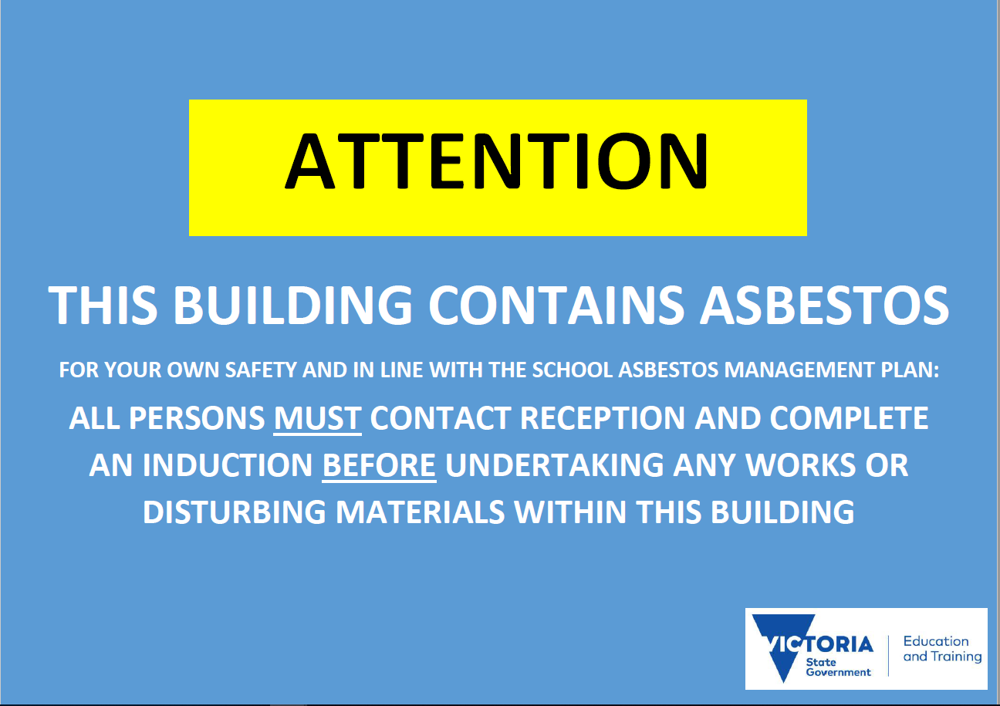 ATTENTION
THIS BUILDING CONTAINS ASBESTOS
FOR YOUR OWN SAFETY AND IN LINE WITH THE SCHOOL ASBESTOS MANAGEMENT PLAN:
ALL PERSONS MUST CONTACT RECEPTION AND COMPLETE
AN INDUCTION BEFORE UNDERTAKING ANY WORKS OR
DISTURBING MATERIALS WITHIN THIS BUILDING
VICTORIA
State
Government
Education
and Training